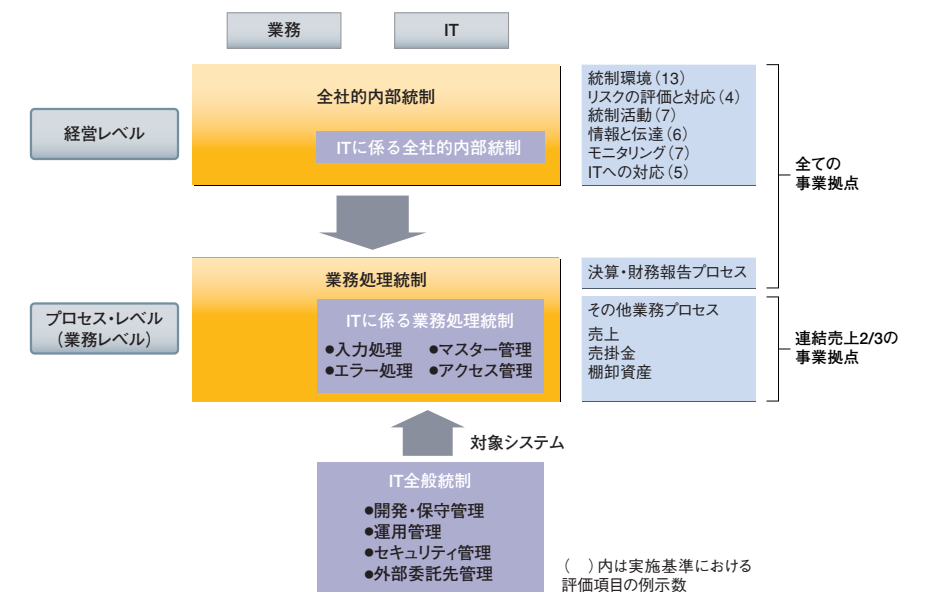 業務
IT
経営レベル
全社的内部統制
ITに係る全社的内部統制
統制環境(13)
リスクの評価と対応(4)
統制活動(7)
情報と伝達(6)
モニタリング(7)
ITへの対応(5)
全ての
事業拠点
プロセス・レベル
(業務レベル)
業務処理統制
ITに係る業務処理統制
●入力処理 ●マスター管理
●エラー処理 ●アクセス管理
決算・財務報告プロセス
その他業務プロセス
売上
売掛金
棚卸資産
連結売上2/3の
事業拠点
対象システム
IT全般統制
●開発・保守管理
●運用管理
●セキュリティ管理
●外部委託先管理
( )内は実施基準における
評価項目の例示数